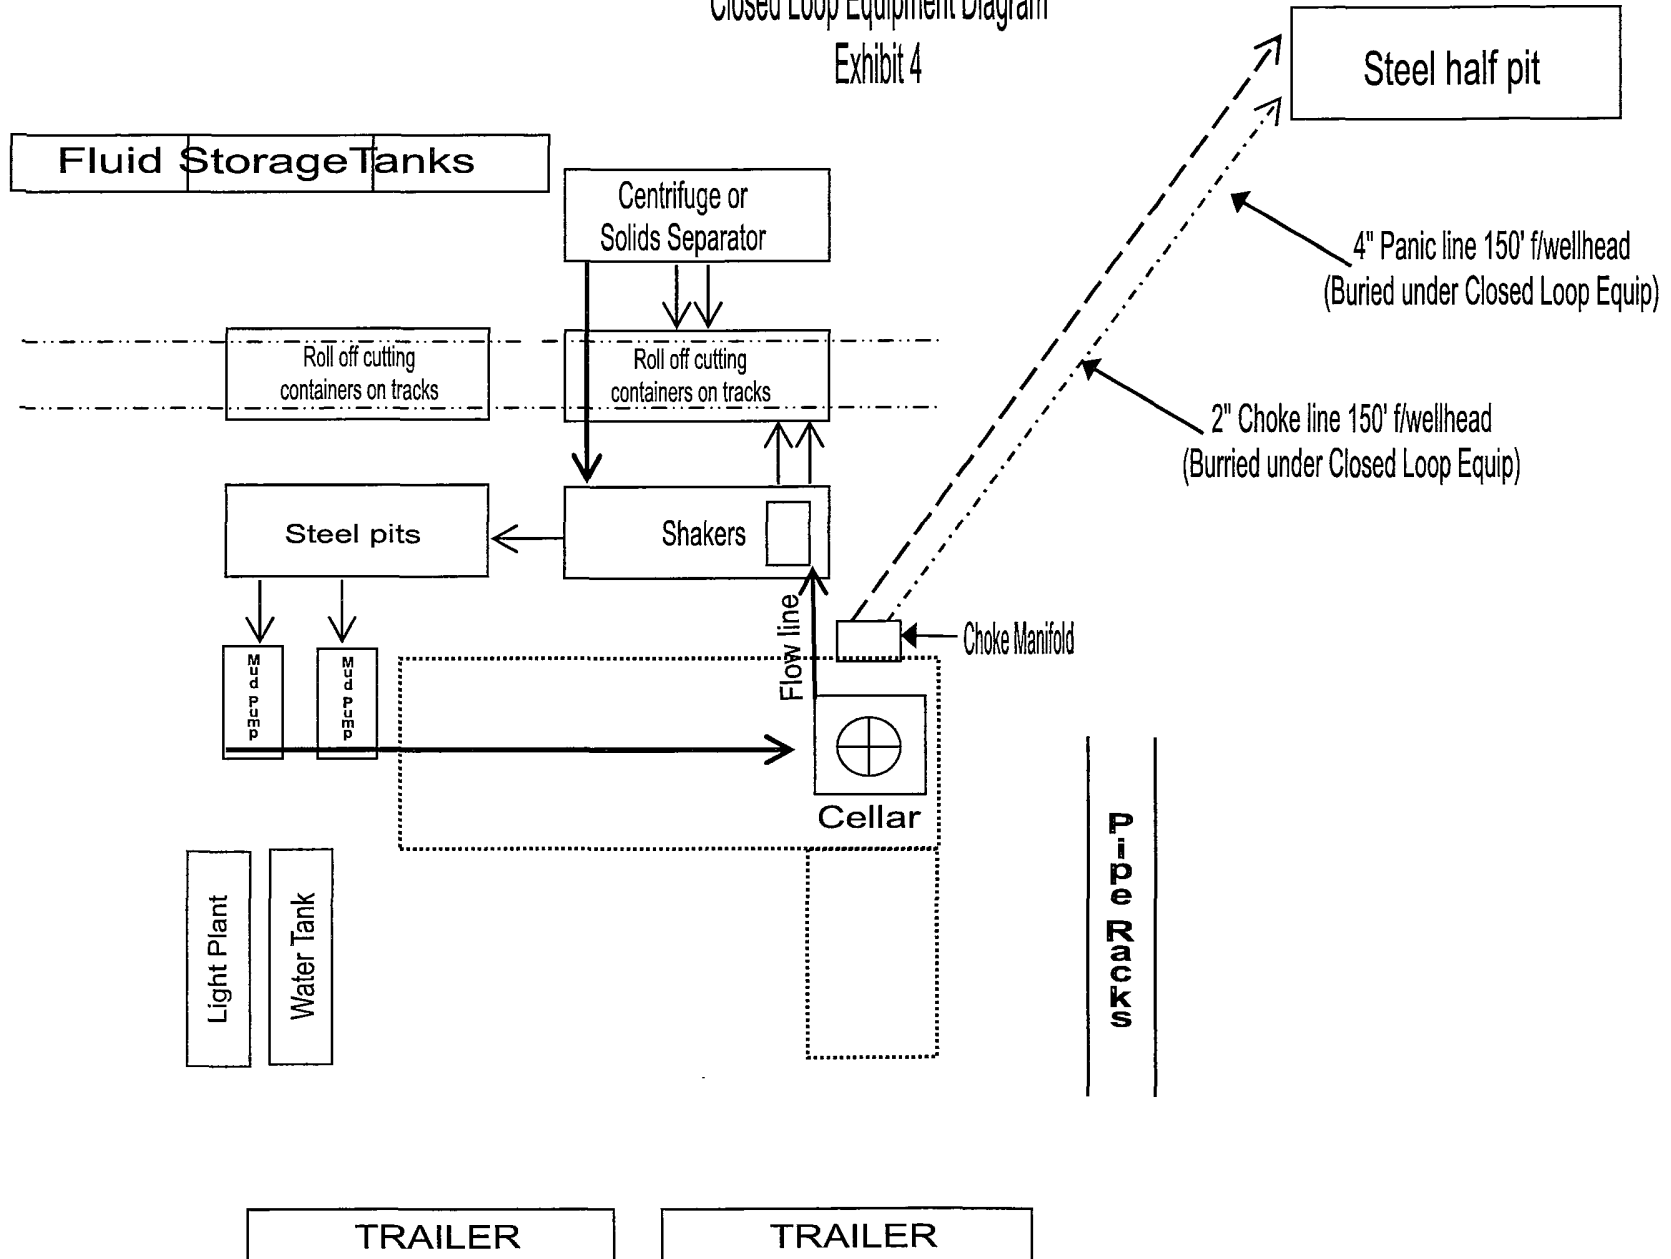 Closed Loop Equipment Diagram
Exhibit 4
Steel half pit
Fluid StorageTanks
Centrifuge or
Solids Separator
4" Panic line 150' f/wellhead
(Buried under Closed Loop Equip)
Roll off cutting
containers on tracks
Roll off cutting
containers on tracks
2" Choke line 150' f/wellhead
(Burried under Closed Loop Equip)
Steel pits
Shakers
Flow line
Choke Manifold
Mud Pump
Mud Pump
Cellar
Pipe Racks
Light Plant
Water Tank
TRAILER
TRAILER